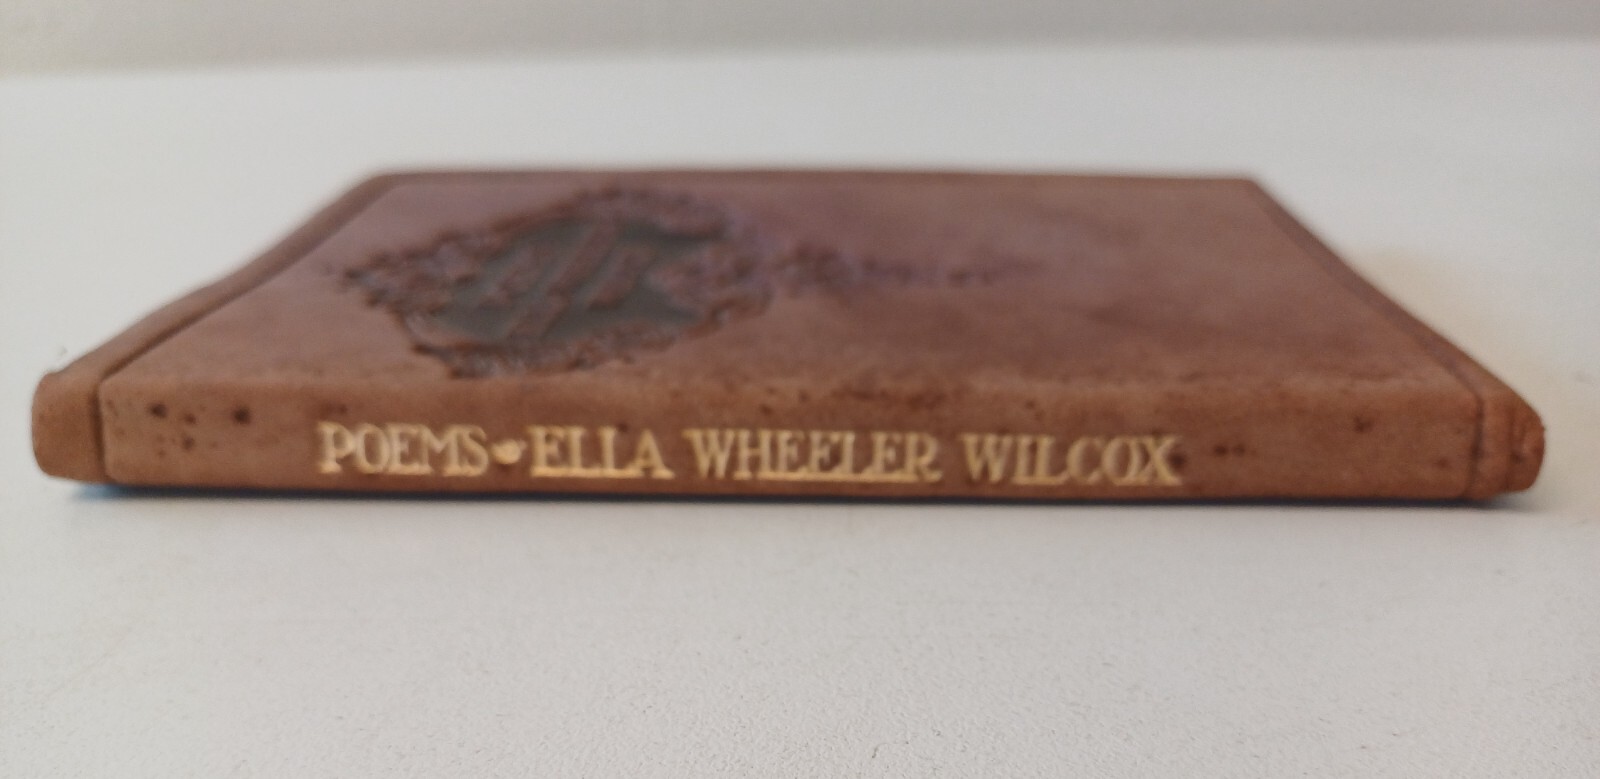 POEMS ELLA WHEELER WILCOX